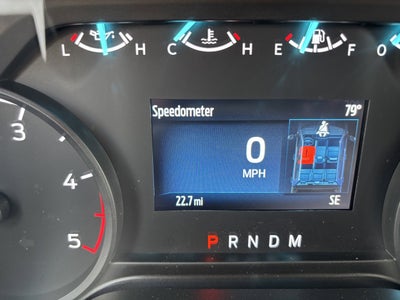 L H C H E F O
Speedometer 79°
3
0
MPH
4
22.7 mi SE
5
P R N D M